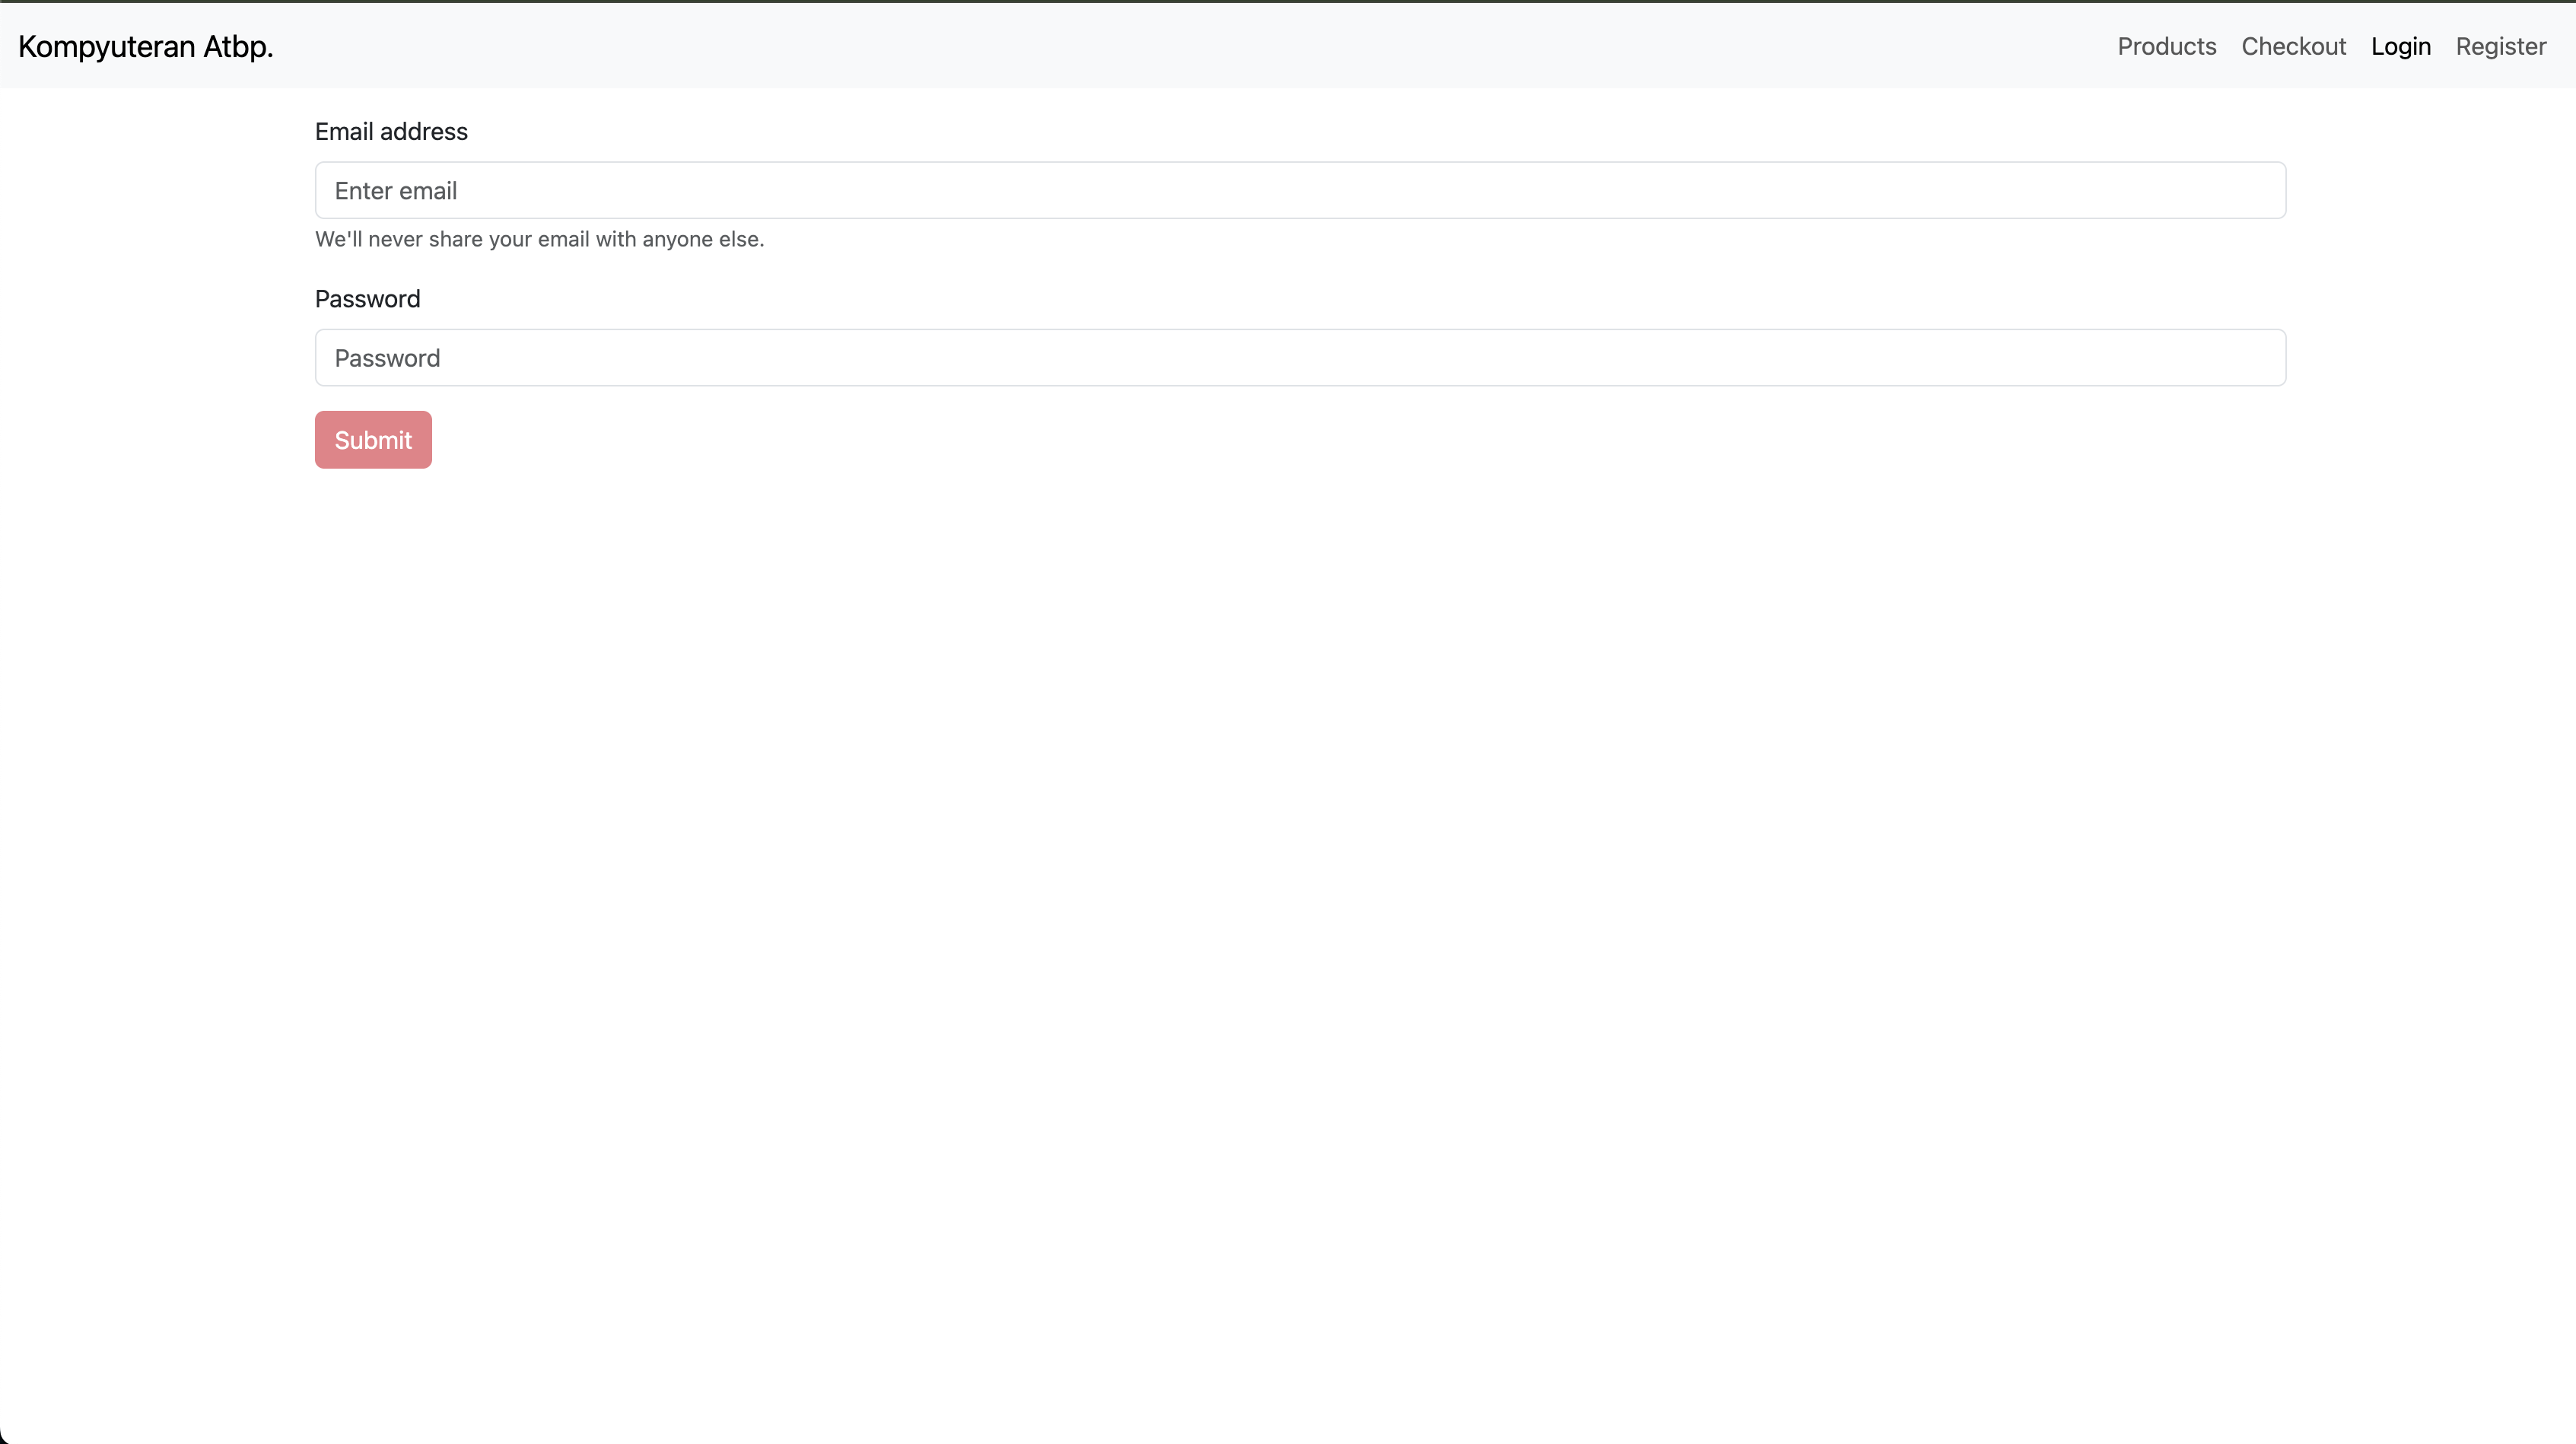 Kompyuteran Atbp.
Products Checkout Login Register
Email address
Enter email
We'll never share your email with anyone else.
Password
Password
Submit